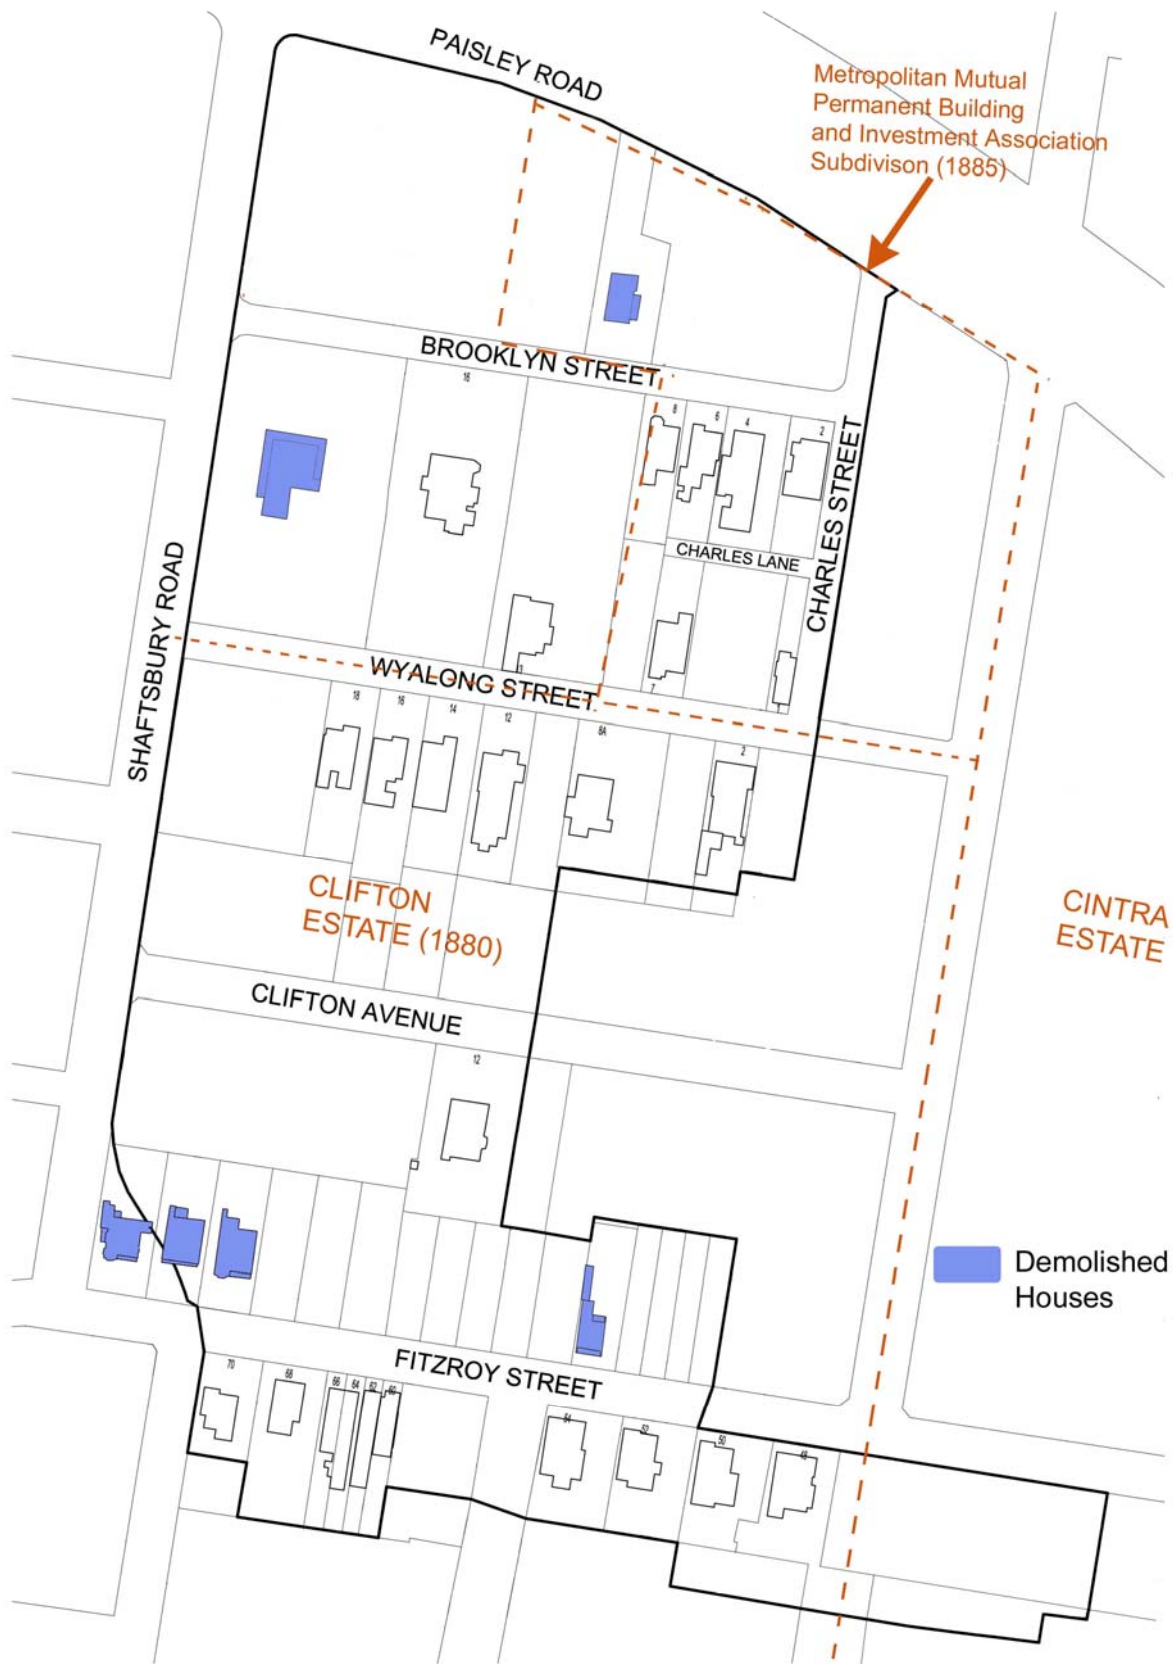 PAISLEY ROAD
Metropolitan Mutual
Permanent Building
and Investment Association
Subdivison (1885)
BROOKLYN STREET
16
8
6
4
2
CHARLES STREET
CHARLES LANE
SHAFTSBURY ROAD
WYALONG STREET
7
18
16
14
12
8A
2
CLIFTON
ESTATE (1880)
CINTRA
ESTATE
CLIFTON AVENUE
12
Demolished
Houses
FITZROY STREET
70
68
66
64
62
60
54
52
50
48